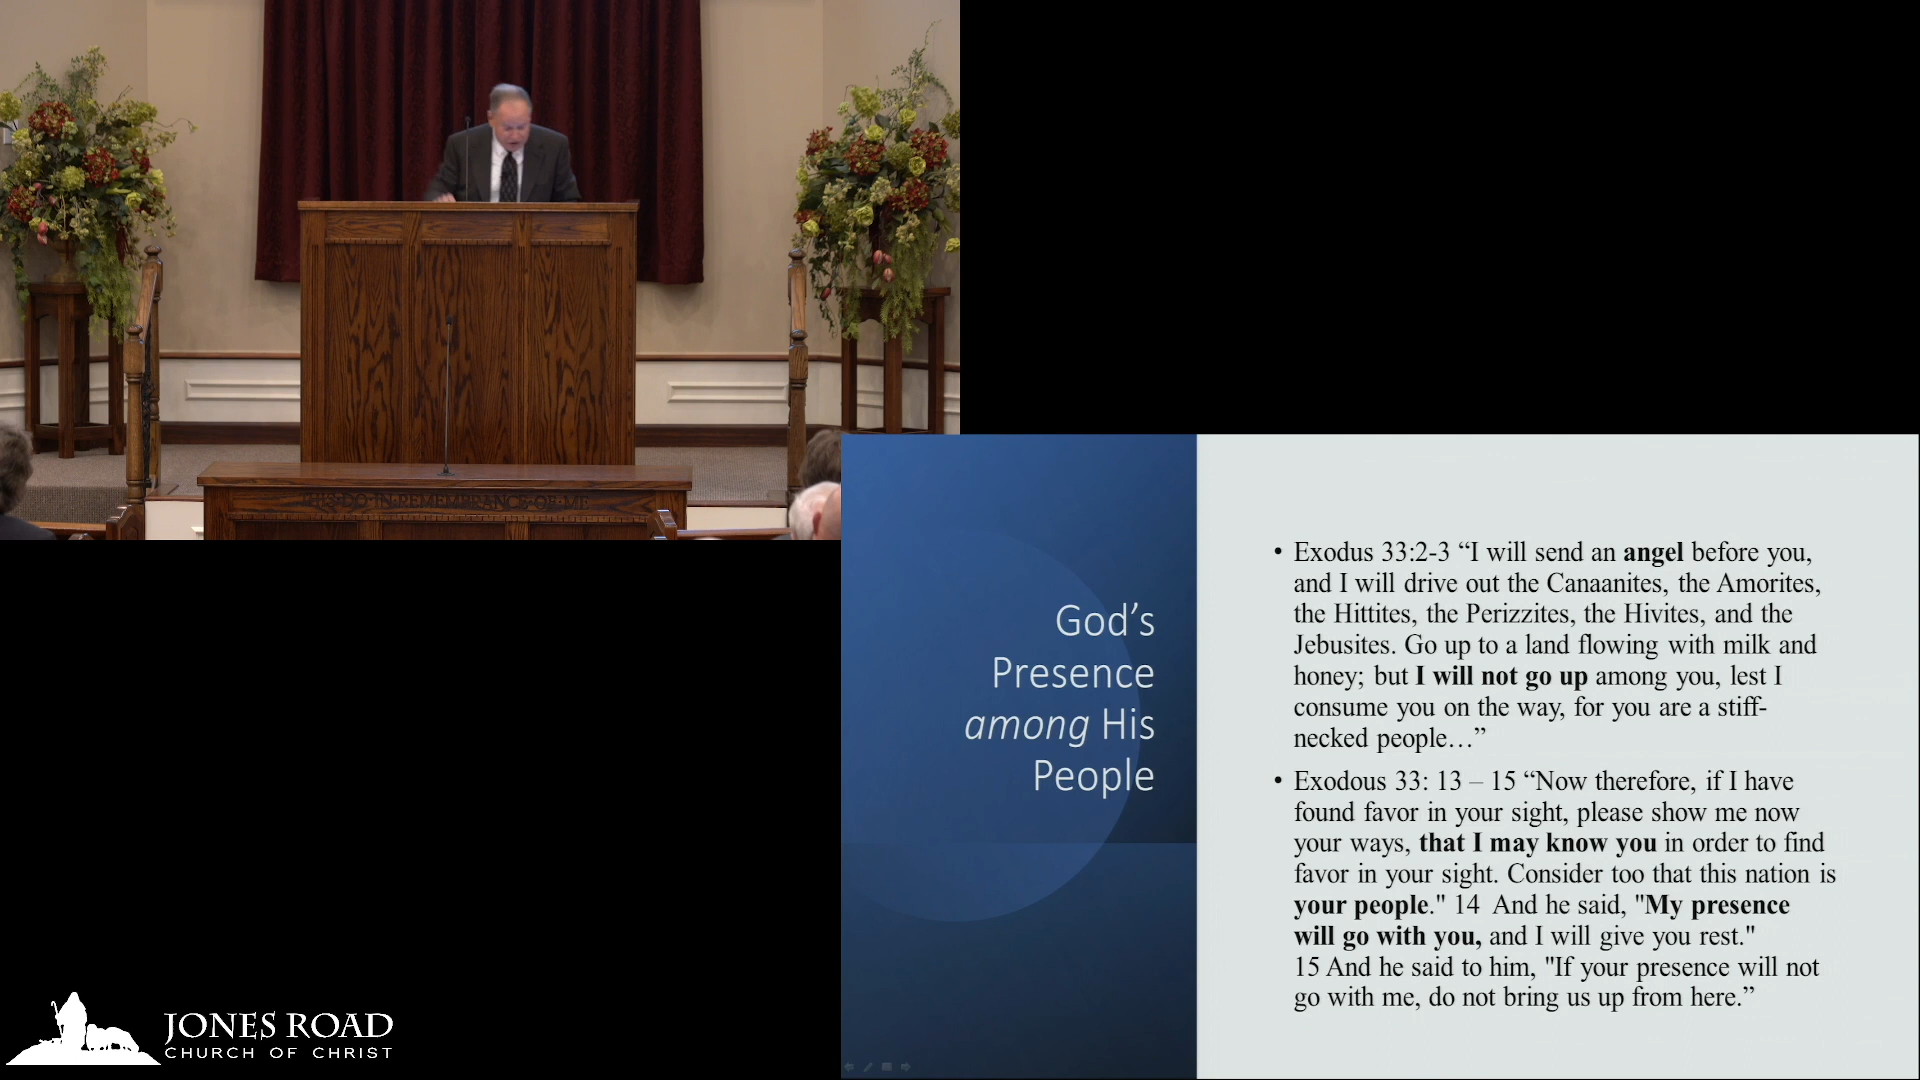 THIS·DO·IN·REMEMBRANCE·OF·ME
God’s
Presence
among His
People
• Exodus 33:2-3 “I will send an angel before you,
and I will drive out the Canaanites, the Amorites,
the Hittites, the Perizzites, the Hivites, and the
Jebusites. Go up to a land flowing with milk and
honey; but I will not go up among you, lest I
consume you on the way, for you are a stiff-
necked people…”
• Exodous 33: 13 – 15 “Now therefore, if I have
found favor in your sight, please show me now
your ways, that I may know you in order to find
favor in your sight. Consider too that this nation is
your people." 14 And he said, "My presence
will go with you, and I will give you rest."
15 And he said to him, "If your presence will not
go with me, do not bring us up from here.”
JONES ROAD
CHURCH OF CHRIST